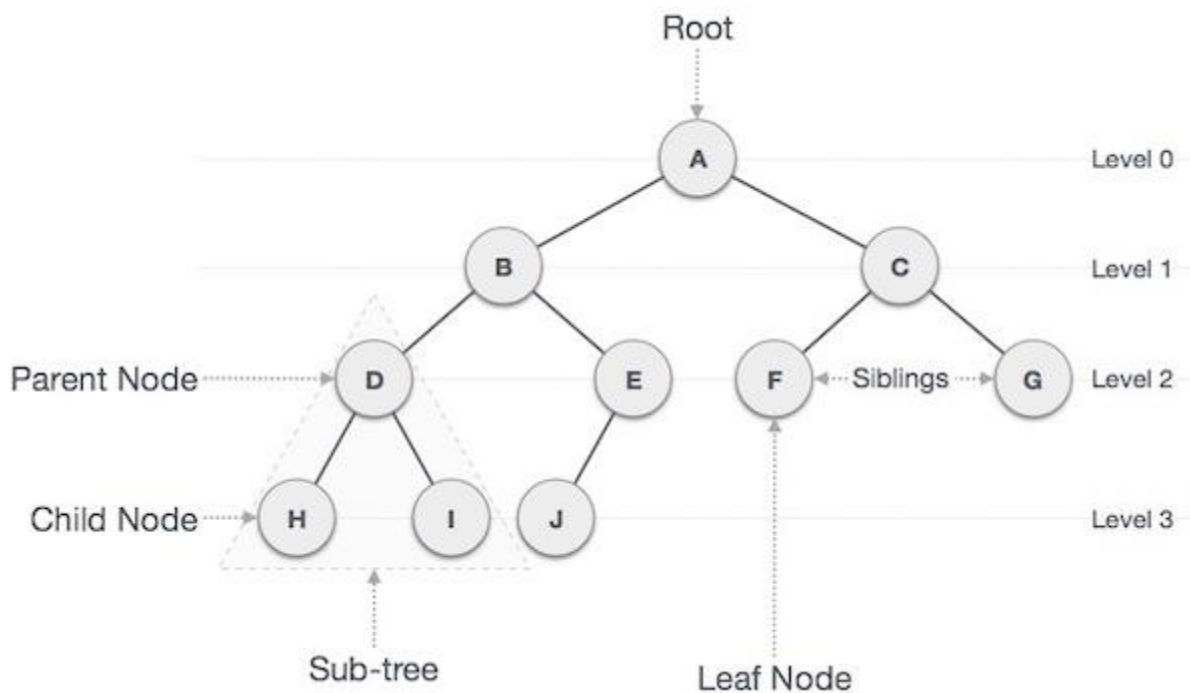 Root
A
Level 0
B
C
Level 1
Parent Node
D
E
F
Siblings
G
Level 2
Child Node
H
I
J
Level 3
Sub-tree
Leaf Node